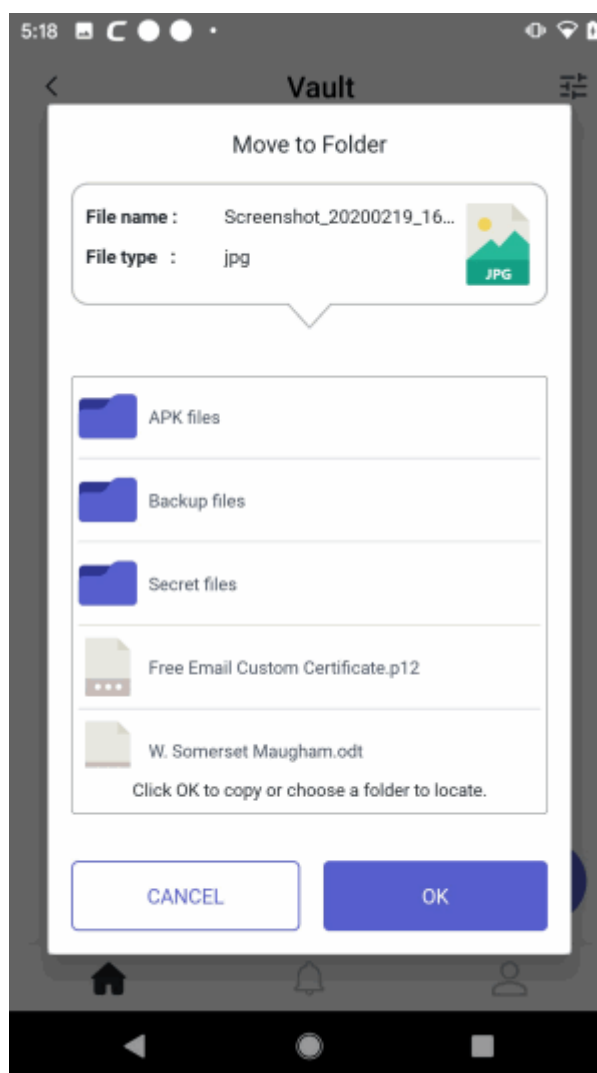 5:18
Vault
Move to Folder
File name : Screenshot_20200219_16...
File type : jpg
JPG
APK files
Backup files
Secret files
Free Email Custom Certificate.p12
W. Somerset Maugham.odt
Click OK to copy or choose a folder to locate.
CANCEL OK